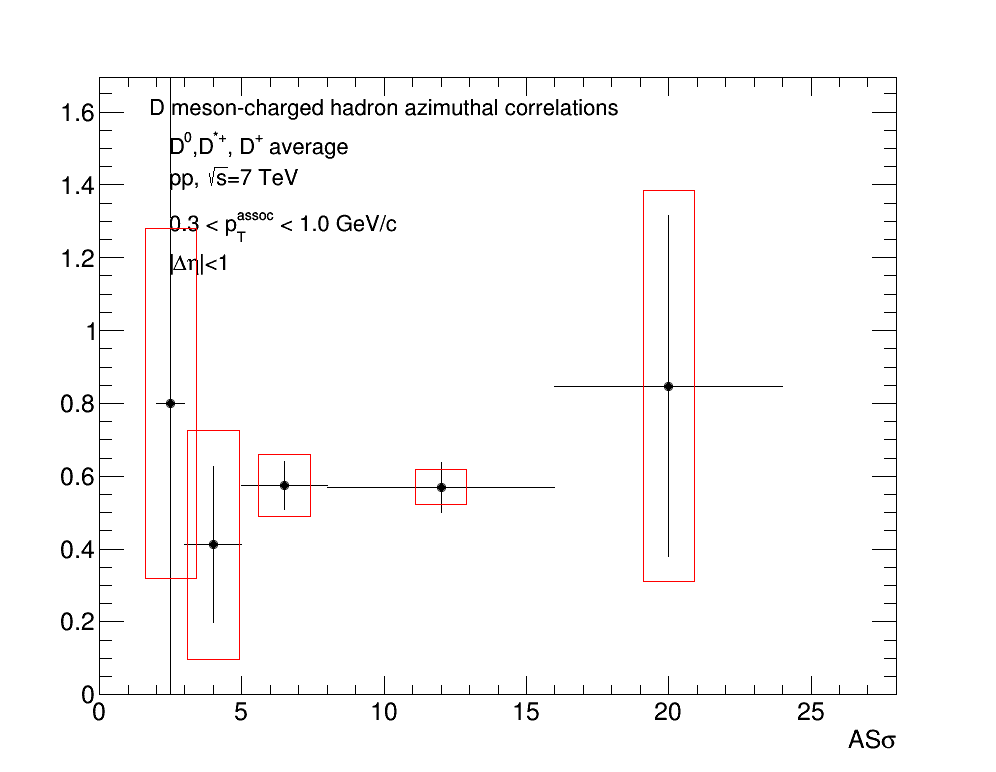 D meson-charged hadron azimuthal correlations
D⁰,D*⁺, D⁺ average
pp, √s=7 TeV
0.3 < p_T^assoc < 1.0 GeV/c
|Δη|<1
1.6
1.4
1.2
1
0.8
0.6
0.4
0.2
0
0 5 10 15 20 25
ASσ